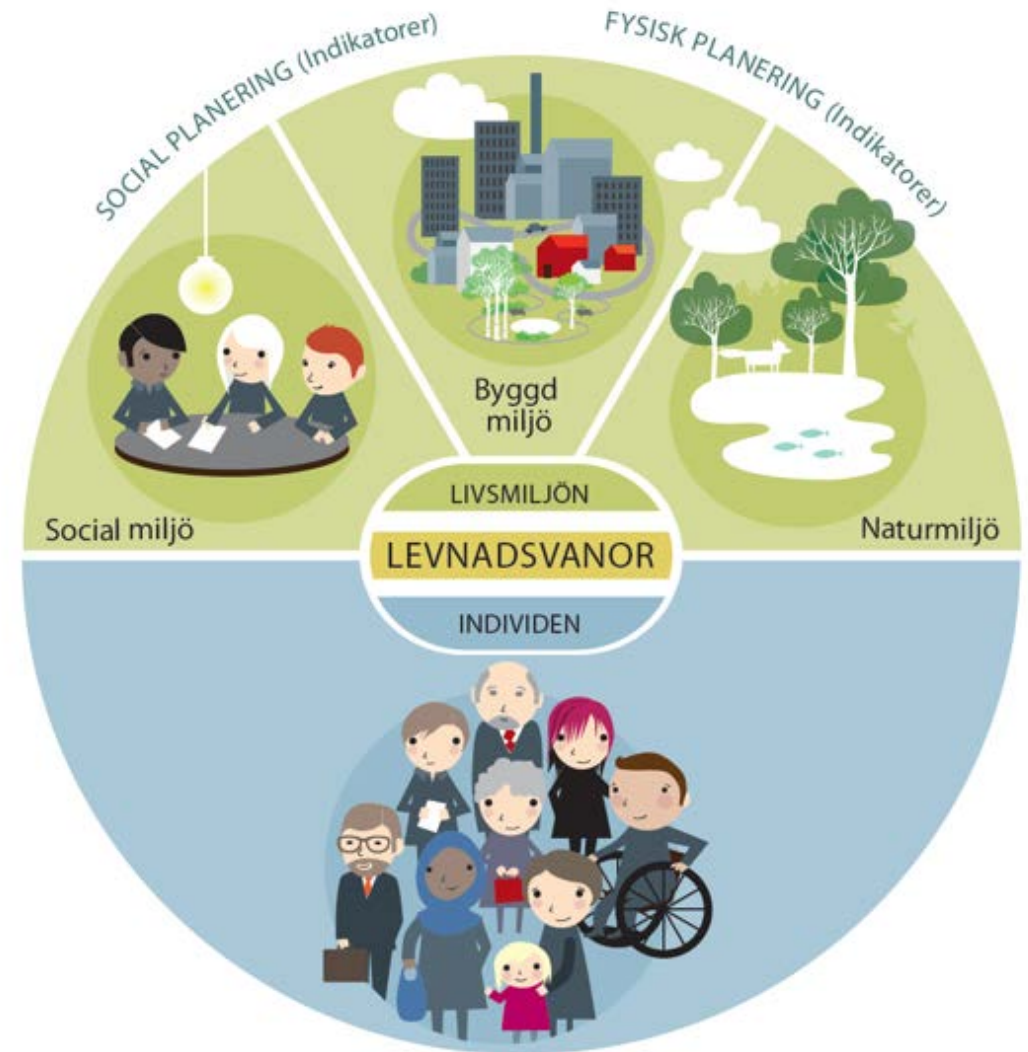 SOCIAL PLANERING (Indikatorer)
FYSISK PLANERING (Indikatorer)
Byggd
miljö
Social miljö
Naturmiljö
LIVSMILJÖN
LEVNADSVANOR
INDIVIDEN